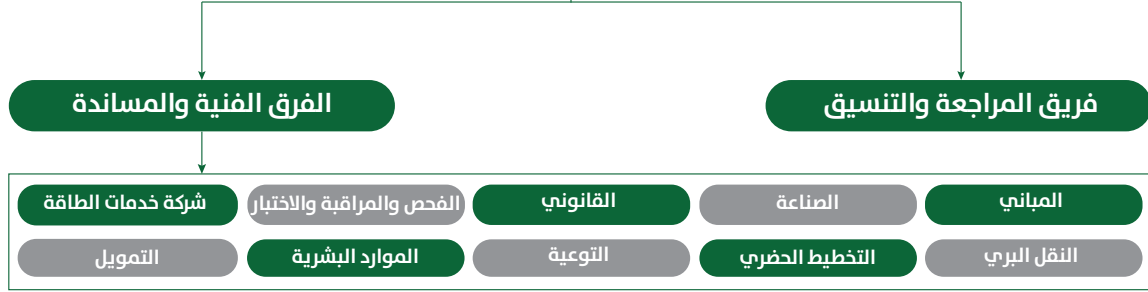 فريق المراجعة والتنسيق
الفرق الفنية والمساندة
المباني
الصناعة
القانوني
الفحص والمراقبة والاختبار
شركة خدمات الطاقة
النقل البري
التخطيط الحضري
التوعية
الموارد البشرية
التمويل